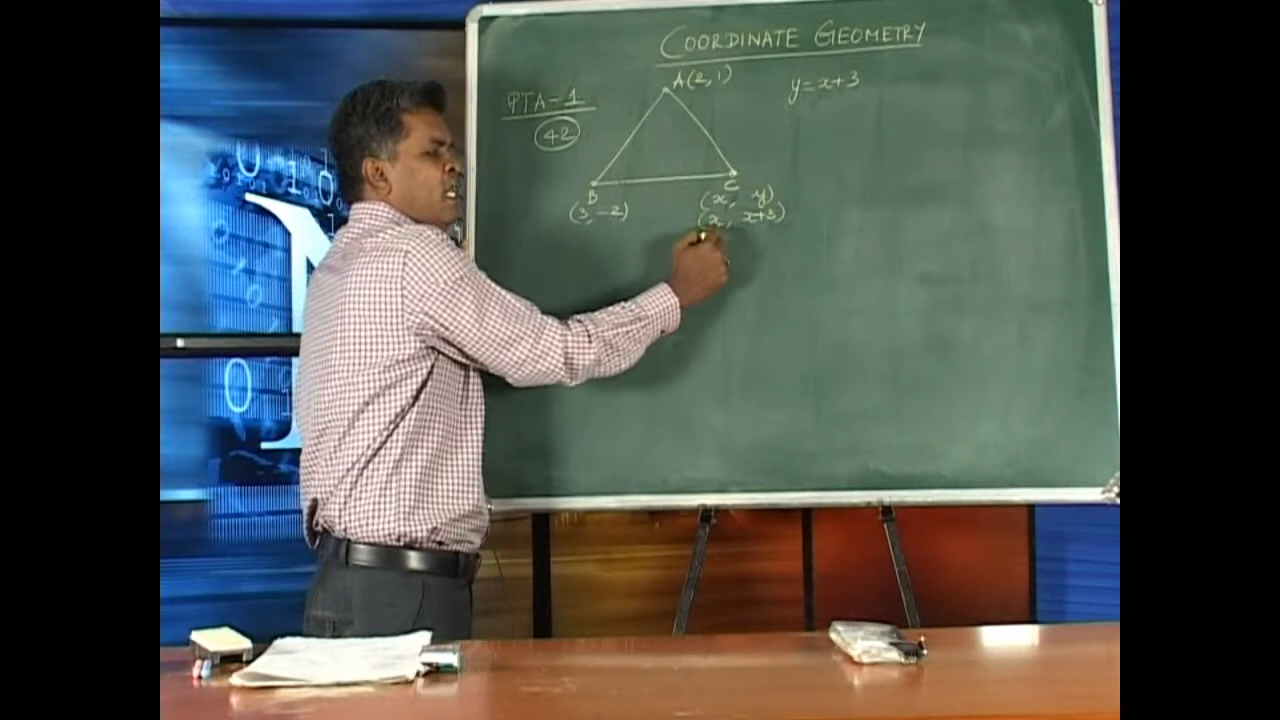 COORDINATE GEOMETRY
A(2, 1)
y = x+3
PTA-1
42
B
C
(3, -2)
(x, y)
(x, x+3)